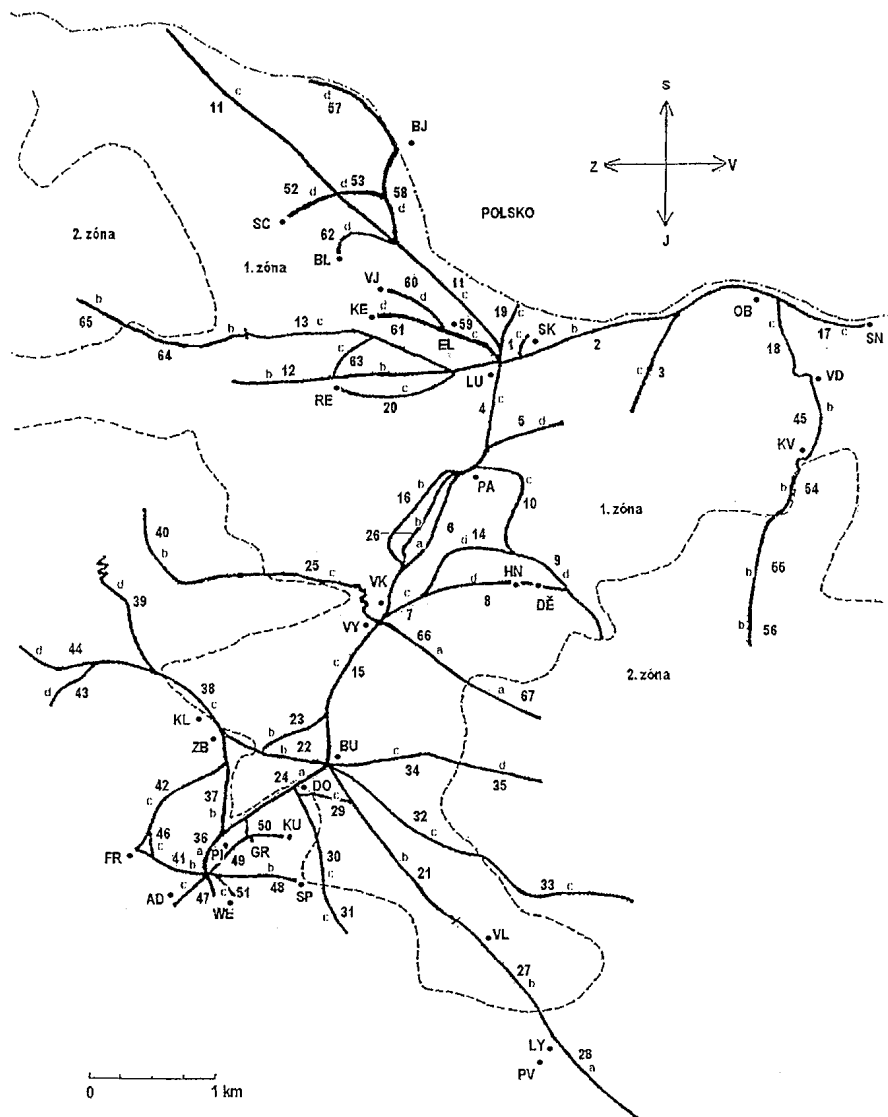 11
c
d
57
BJ
S
Z
V
J
52
d
d
53
58
SC
d
POLSKO
2. zóna
1. zóna
62
d
BL
VJ
60
11
c
b
65
13
c
KE
d
d
59
19
c
SK
OB
17
c
SN
64
b
61
EL
c
1
c
b
2
c
18
12
b
c
63
b
LU
c
3
VD
RE
c
20
4
c
5
d
45
b
KV
b
16
PA
c
10
1. zóna
b
54
40
b
26
b
6
a
14
d
25
c
VK
c
7
d
8
HN
DĚ
9
d
b
55
d
39
VY
66
a
b
56
44
d
15
c
a
67
2. zóna
d
43
38
c
KL
23
b
BU
ZB
b
22
c
34
24
a
DO
d
35
42
c
37
b
c
29
32
c
36
50
KU
46
c
a
PI
GR
30
b
21
FR
41
b
49
b
48
c
33
c
AD
c
47
c
51
WE
SP
c
31
VL
27
b
LY
PV
28
a
0
1 km